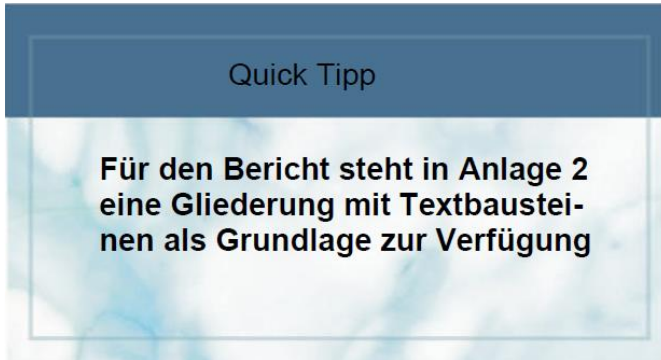 Quick Tipp
Für den Bericht steht in Anlage 2
eine Gliederung mit Textbaustei-
nen als Grundlage zur Verfügung